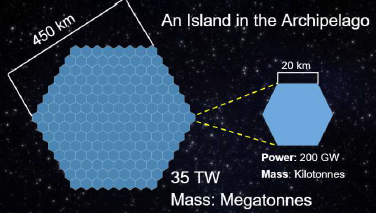 An Island in the Archipelago
450 km
20 km
Power: 200 GW
Mass: Kilotonnes
35 TW
Mass: Megatonnes